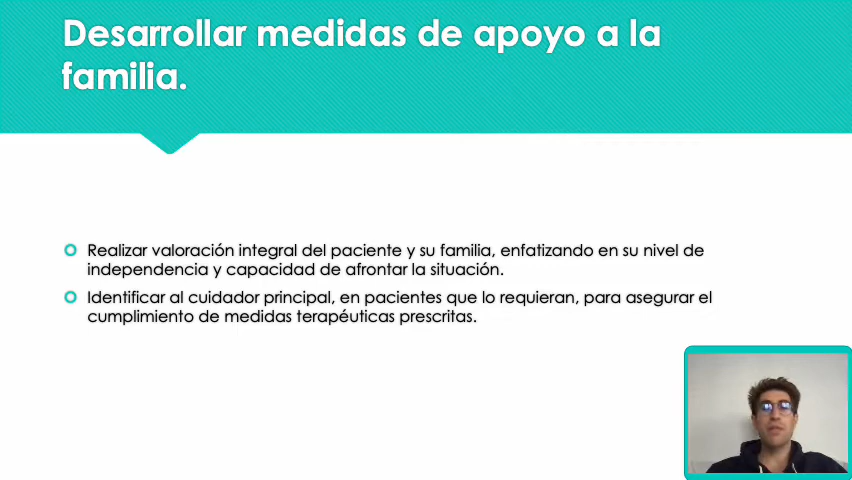 Desarrollar medidas de apoyo a la
familia.
Realizar valoración integral del paciente y su familia, enfatizando en su nivel de
independencia y capacidad de afrontar la situación.
Identificar al cuidador principal, en pacientes que lo requieran, para asegurar el
cumplimiento de medidas terapéuticas prescritas.